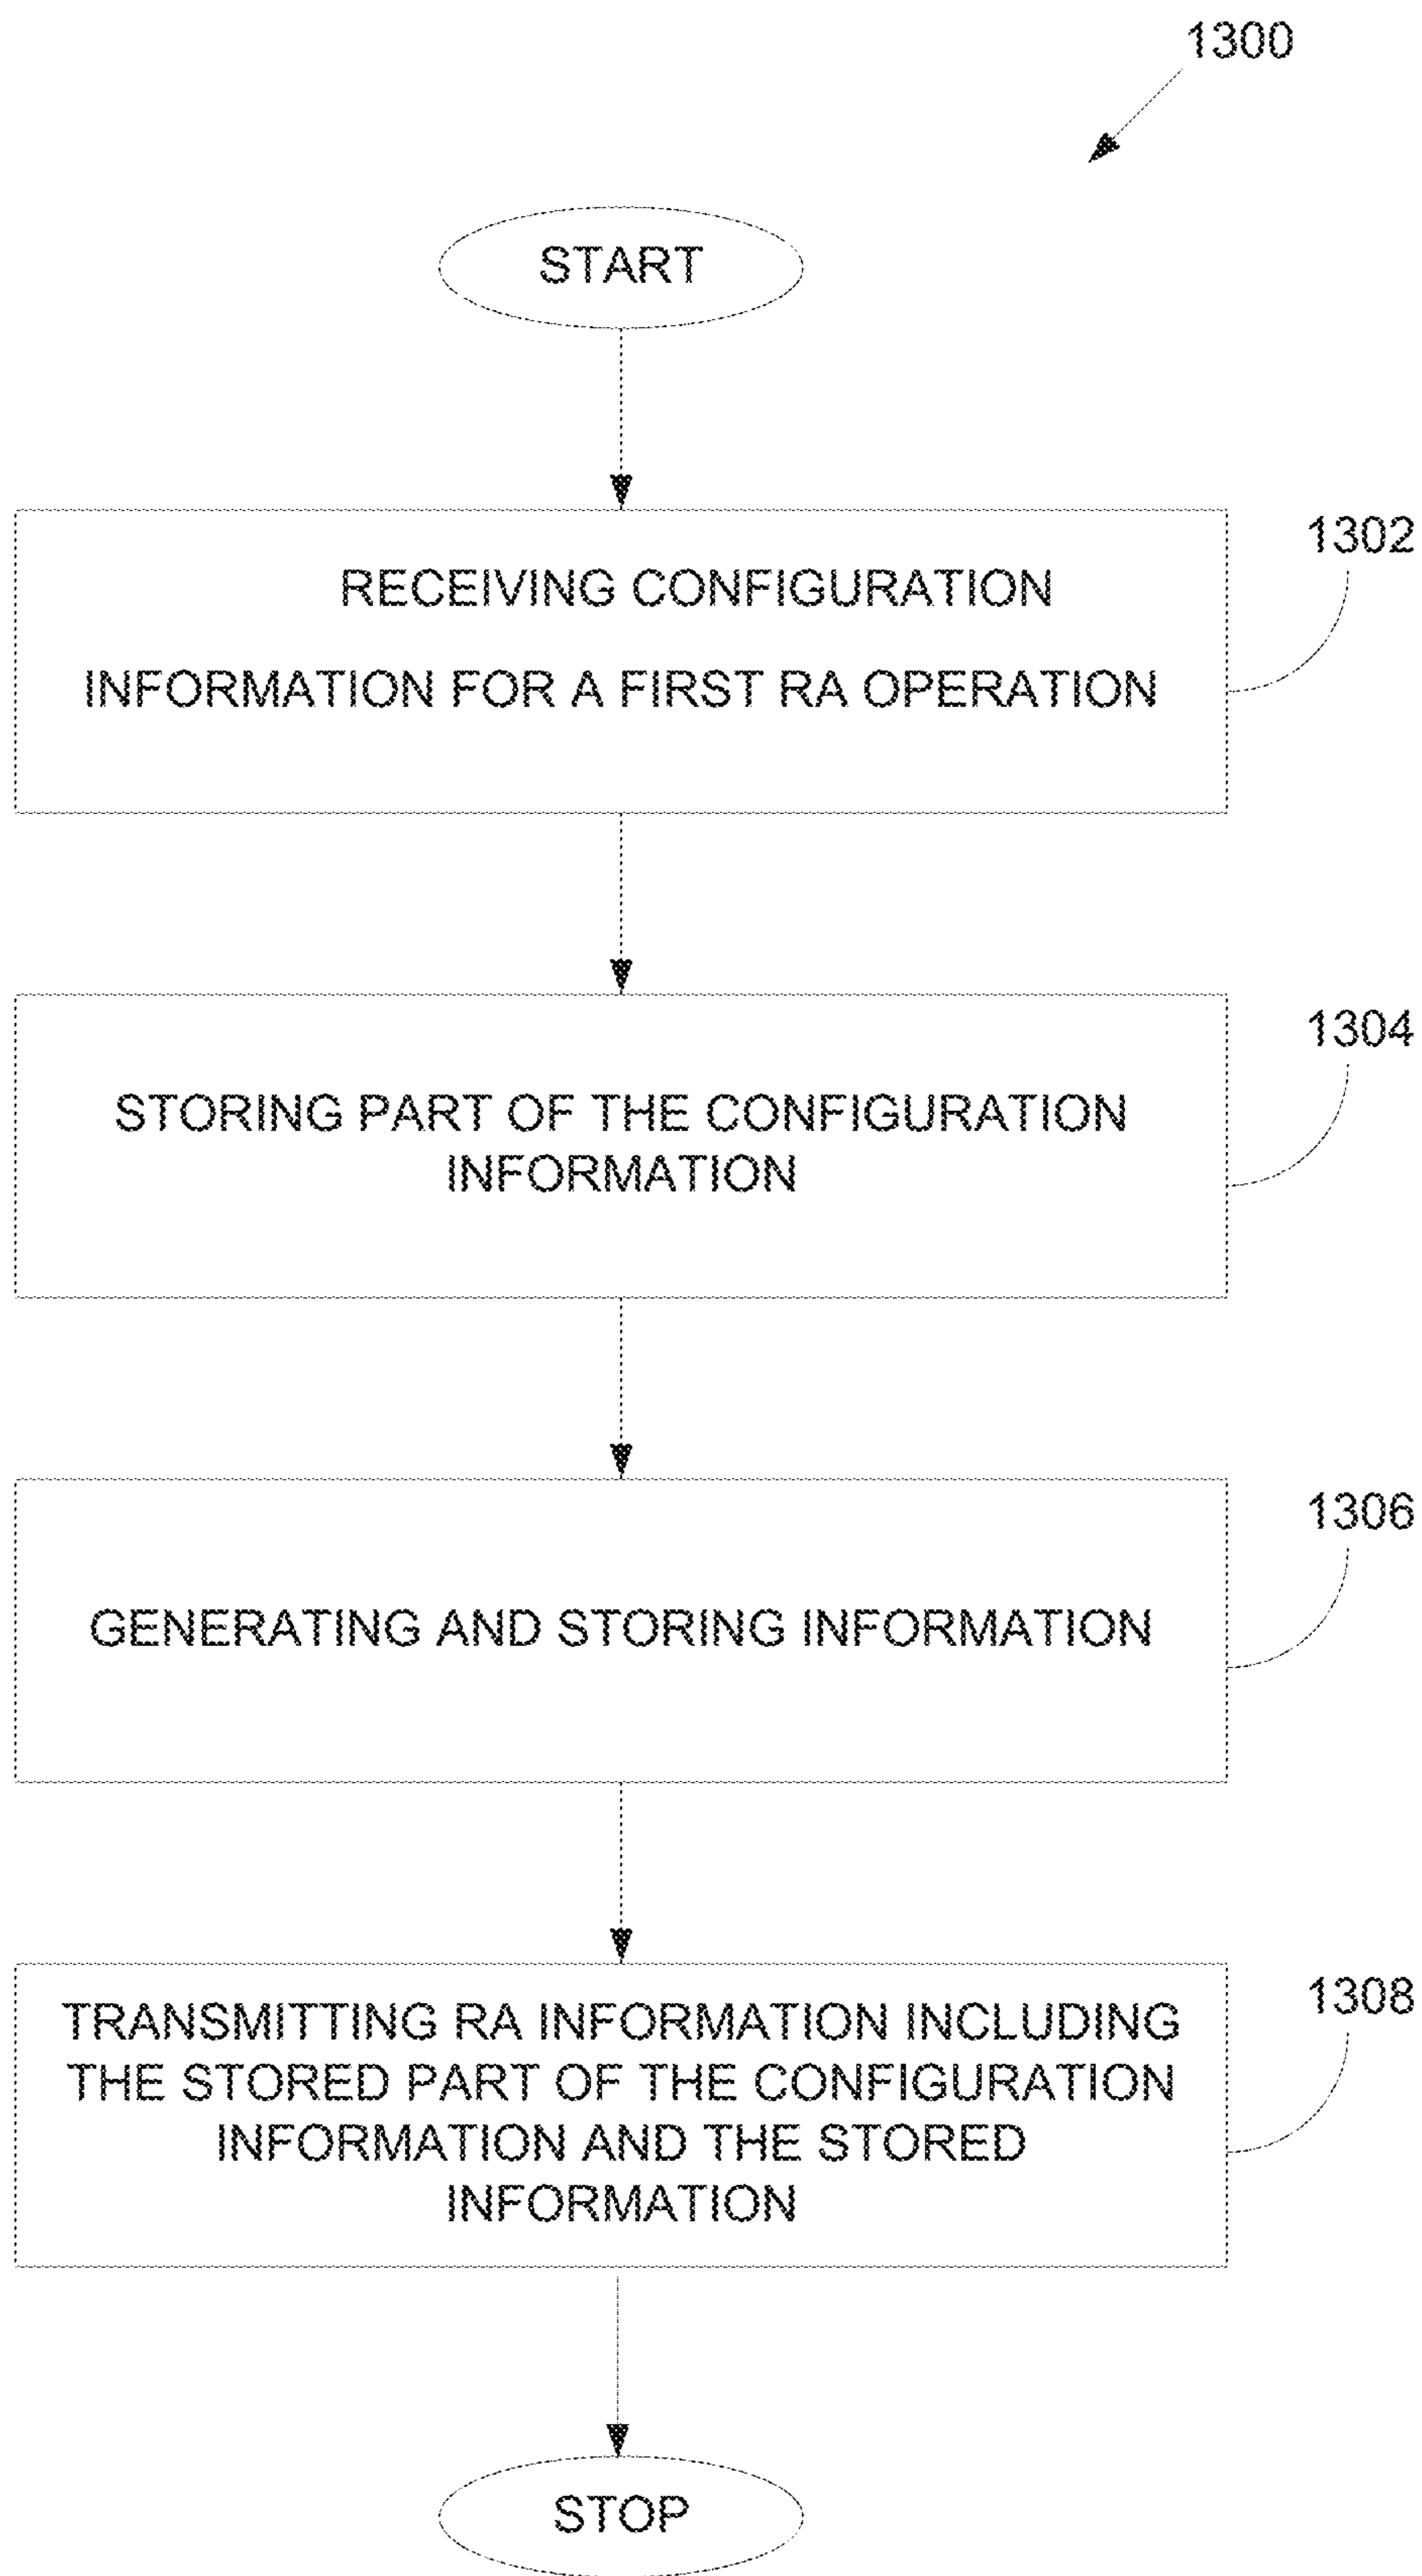 1300
START
RECEIVING CONFIGURATION
INFORMATION FOR A FIRST RA OPERATION
1302
STORING PART OF THE CONFIGURATION
INFORMATION
1304
GENERATING AND STORING INFORMATION
1306
TRANSMITTING RA INFORMATION INCLUDING
THE STORED PART OF THE CONFIGURATION
INFORMATION AND THE STORED
INFORMATION
1308
STOP